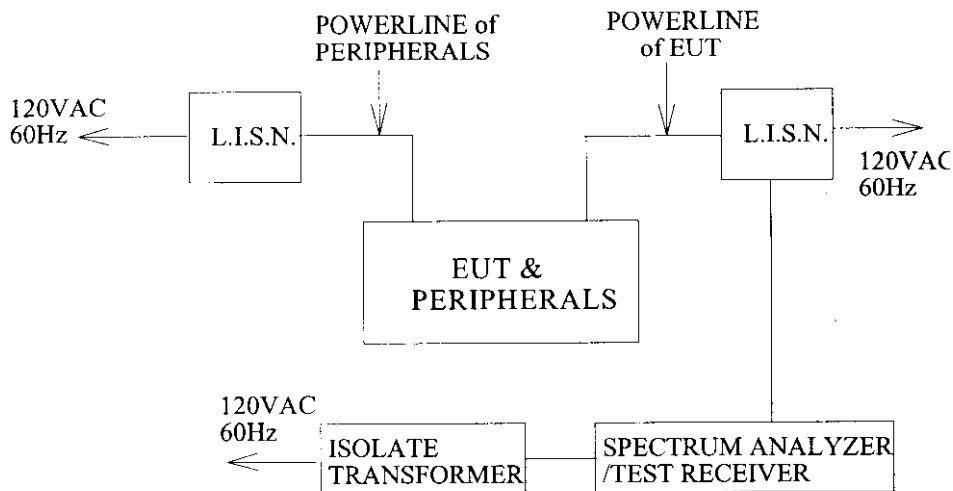 POWERLINE of
PERIPHERALS
POWERLINE
of EUT
120VAC
60Hz
L.I.S.N.
L.I.S.N.
120VAC
60Hz
EUT &
PERIPHERALS
120VAC
60Hz
ISOLATE
TRANSFORMER
SPECTRUM ANALYZER
/TEST RECEIVER